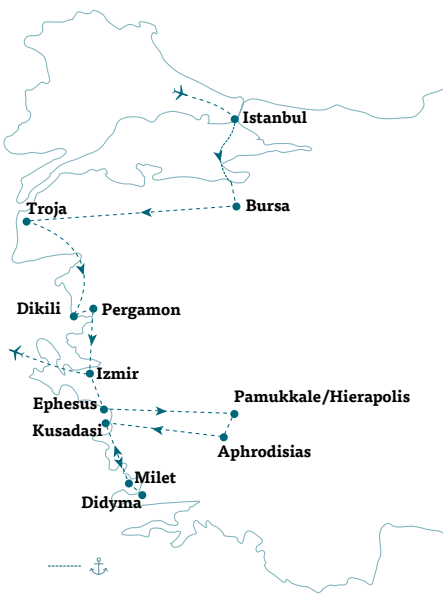 Istanbul
Bursa
Troja
Dikili
Pergamon
Izmir
Pamukkale/Hierapolis
Ephesus
Kusadasi
Aphrodisias
Milet
Didyma